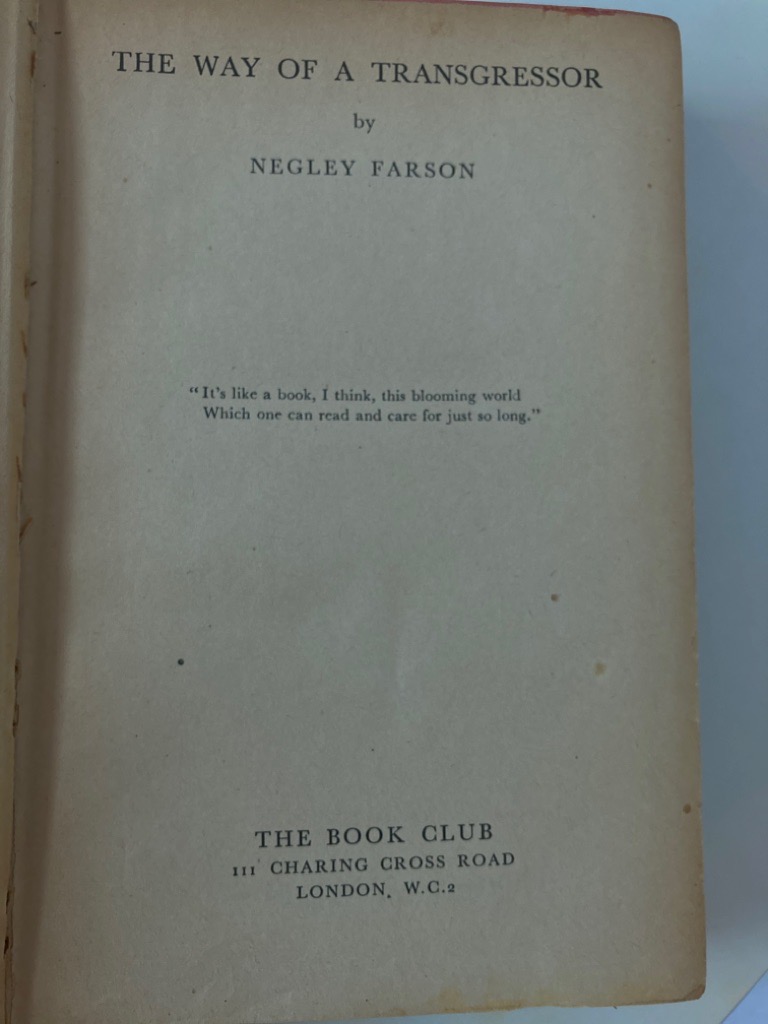 THE WAY OF A TRANSGRESSOR
by
NEGLEY FARSON
“It’s like a book, I think, this blooming world
Which one can read and care for just so long.”
THE BOOK CLUB
111 CHARING CROSS ROAD
LONDON, W.C.2